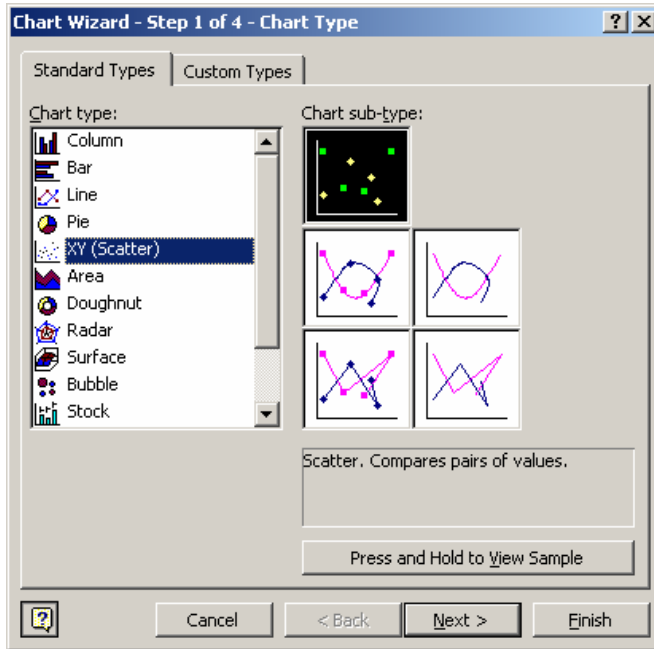 Chart Wizard - Step 1 of 4 - Chart Type
Standard Types
Custom Types
Chart type:
Column
Bar
Line
Pie
XY (Scatter)
Area
Doughnut
Radar
Surface
Bubble
Stock
Chart sub-type:
Scatter. Compares pairs of values.
Press and Hold to View Sample
Cancel
< Back
Next >
Finish